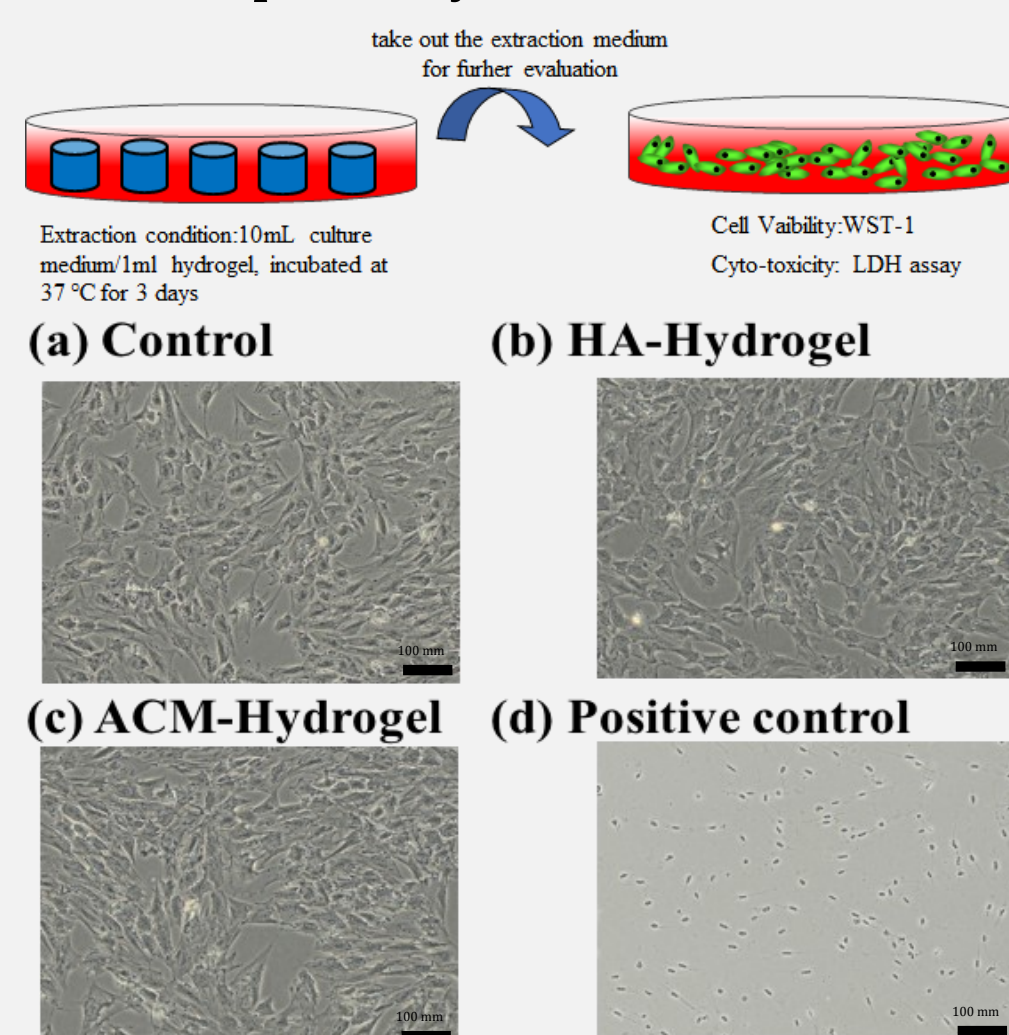 take out the extraction medium
for furher evaluation
Extraction condition:10mL culture
medium/1ml hydrogel, incubated at
37 °C for 3 days
Cell Vaibility:WST-1
Cyto-toxicity: LDH assay
(a) Control
(b) HA-Hydrogel
100 mm
100 mm
(c) ACM-Hydrogel
(d) Positive control
100 mm
100 mm